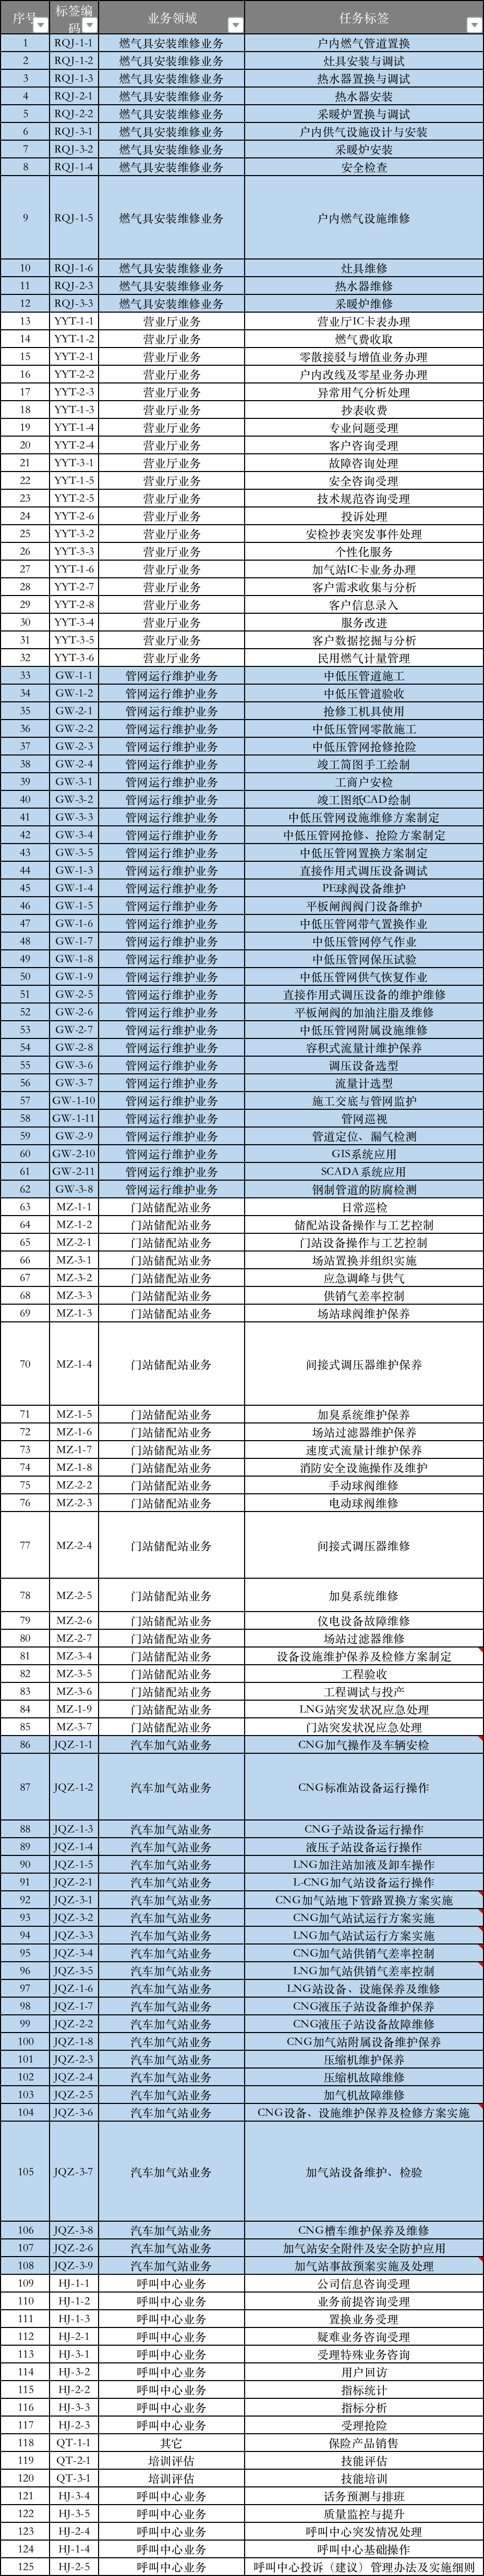 序号 标签编码 业务领域 任务标签
1 RQJ-1-1 燃气具安装维修业务 户内燃气管道置换
2 RQJ-1-2 燃气具安装维修业务 灶具安装与调试
3 RQJ-1-3 燃气具安装维修业务 热水器置换与调试
4 RQJ-2-1 燃气具安装维修业务 热水器安装
5 RQJ-2-2 燃气具安装维修业务 采暖炉置换与调试
6 RQJ-3-1 燃气具安装维修业务 户内供气设施设计与安装
7 RQJ-3-2 燃气具安装维修业务 采暖炉安装
8 RQJ-1-4 燃气具安装维修业务 安全检查
9 RQJ-1-5 燃气具安装维修业务 户内燃气设施维修
10 RQJ-1-6 燃气具安装维修业务 灶具维修
11 RQJ-2-3 燃气具安装维修业务 热水器维修
12 RQJ-3-3 燃气具安装维修业务 采暖炉维修
13 YYT-1-1 营业厅业务 营业厅IC卡表办理
14 YYT-1-2 营业厅业务 燃气费收取
15 YYT-2-1 营业厅业务 零散接驳与增值业务办理
16 YYT-2-2 营业厅业务 户内改线及零星业务办理
17 YYT-2-3 营业厅业务 异常用气分析处理
18 YYT-1-3 营业厅业务 抄表收费
19 YYT-1-4 营业厅业务 专业问题受理
20 YYT-2-4 营业厅业务 客户咨询受理
21 YYT-3-1 营业厅业务 故障咨询处理
22 YYT-1-5 营业厅业务 安全咨询受理
23 YYT-2-5 营业厅业务 技术规范咨询受理
24 YYT-2-6 营业厅业务 投诉处理
25 YYT-3-2 营业厅业务 安检抄表突发事件处理
26 YYT-3-3 营业厅业务 个性化服务
27 YYT-1-6 营业厅业务 加气站IC卡业务办理
28 YYT-2-7 营业厅业务 客户需求收集与分析
29 YYT-2-8 营业厅业务 客户信息录入
30 YYT-3-4 营业厅业务 服务改进
31 YYT-3-5 营业厅业务 客户数据挖掘与分析
32 YYT-3-6 营业厅业务 民用燃气计量管理
33 GW-1-1 管网运行维护业务 中低压管道施工
34 GW-1-2 管网运行维护业务 中低压管道验收
35 GW-2-1 管网运行维护业务 抢修工机具使用
36 GW-2-2 管网运行维护业务 中低压管网零散施工
37 GW-2-3 管网运行维护业务 中低压管网抢修抢险
38 GW-2-4 管网运行维护业务 竣工简图手工绘制
39 GW-3-1 管网运行维护业务 工商户安检
40 GW-3-2 管网运行维护业务 竣工图纸CAD绘制
41 GW-3-3 管网运行维护业务 中低压管网设施维修方案制定
42 GW-3-4 管网运行维护业务 中低压管网抢修、抢险方案制定
43 GW-3-5 管网运行维护业务 中低压管网置换方案制定
44 GW-1-3 管网运行维护业务 直接作用式调压设备调试
45 GW-1-4 管网运行维护业务 PE球阀设备维护
46 GW-1-5 管网运行维护业务 平板闸阀阀门设备维护
47 GW-1-6 管网运行维护业务 中低压管网带气置换作业
48 GW-1-7 管网运行维护业务 中低压管网停气作业
49 GW-1-8 管网运行维护业务 中低压管网保压试验
50 GW-1-9 管网运行维护业务 中低压管网供气恢复作业
51 GW-2-5 管网运行维护业务 直接作用式调压设备的维护维修
52 GW-2-6 管网运行维护业务 平板闸阀的加油注脂及维修
53 GW-2-7 管网运行维护业务 中低压管网附属设施维修
54 GW-2-8 管网运行维护业务 容积式流量计维护保养
55 GW-3-6 管网运行维护业务 调压设备选型
56 GW-3-7 管网运行维护业务 流量计选型
57 GW-1-10 管网运行维护业务 施工交底与管网监护
58 GW-1-11 管网运行维护业务 管网巡视
59 GW-2-9 管网运行维护业务 管道定位、漏气检测
60 GW-2-10 管网运行维护业务 GIS系统应用
61 GW-2-11 管网运行维护业务 SCADA系统应用
62 GW-3-8 管网运行维护业务 钢制管道的防腐检测
63 MZ-1-1 门站储配站业务 日常巡检
64 MZ-1-2 门站储配站业务 储配站设备操作与工艺控制
65 MZ-2-1 门站储配站业务 门站设备操作与工艺控制
66 MZ-3-1 门站储配站业务 场站置换并组织实施
67 MZ-3-2 门站储配站业务 应急调峰与供气
68 MZ-3-3 门站储配站业务 供销气差率控制
69 MZ-1-3 门站储配站业务 场站球阀维护保养
70 MZ-1-4 门站储配站业务 间接式调压器维护保养
71 MZ-1-5 门站储配站业务 加臭系统维护保养
72 MZ-1-6 门站储配站业务 场站过滤器维护保养
73 MZ-1-7 门站储配站业务 速度式流量计维护保养
74 MZ-1-8 门站储配站业务 消防安全设施操作及维护
75 MZ-2-2 门站储配站业务 手动球阀维修
76 MZ-2-3 门站储配站业务 电动球阀维修
77 MZ-2-4 门站储配站业务 间接式调压器维修
78 MZ-2-5 门站储配站业务 加臭系统维修
79 MZ-2-6 门站储配站业务 仪电设备故障维修
80 MZ-2-7 门站储配站业务 场站过滤器维修
81 MZ-3-4 门站储配站业务 设备设施维护保养及检修方案制定
82 MZ-3-5 门站储配站业务 工程验收
83 MZ-3-6 门站储配站业务 工程调试与投产
84 MZ-1-9 门站储配站业务 LNG站突发状况应急处理
85 MZ-3-7 门站储配站业务 门站突发状况应急处理
86 JQZ-1-1 汽车加气站业务 CNG加气操作及车辆安检
87 JQZ-1-2 汽车加气站业务 CNG标准站设备运行操作
88 JQZ-1-3 汽车加气站业务 CNG子站设备运行操作
89 JQZ-1-4 汽车加气站业务 液压子站设备运行操作
90 JQZ-1-5 汽车加气站业务 LNG加注站加液及卸车操作
91 JQZ-2-1 汽车加气站业务 L-CNG加气站设备运行操作
92 JQZ-3-1 汽车加气站业务 CNG加气站地下管路置换方案实施
93 JQZ-3-2 汽车加气站业务 CNG加气站试运行方案实施
94 JQZ-3-3 汽车加气站业务 LNG加气站试运行方案实施
95 JQZ-3-4 汽车加气站业务 CNG加气站供销气差率控制
96 JQZ-3-5 汽车加气站业务 LNG加气站供销气差率控制
97 JQZ-1-6 汽车加气站业务 LNG站设备、设施保养及维修
98 JQZ-1-7 汽车加气站业务 CNG液压子站设备维护保养
99 JQZ-2-2 汽车加气站业务 CNG液压子站设备故障维修
100 JQZ-1-8 汽车加气站业务 CNG加气站附属设备维护保养
101 JQZ-2-3 汽车加气站业务 压缩机维护保养
102 JQZ-2-4 汽车加气站业务 压缩机故障维修
103 JQZ-2-5 汽车加气站业务 加气机故障维修
104 JQZ-3-6 汽车加气站业务 CNG设备、设施维护保养及检修方案实施
105 JQZ-3-7 汽车加气站业务 加气站设备维护、检验
106 JQZ-3-8 汽车加气站业务 CNG槽车维护保养及维修
107 JQZ-2-6 汽车加气站业务 加气站安全附件及安全防护应用
108 JQZ-3-9 汽车加气站业务 加气站事故预案实施及处理
109 HJ-1-1 呼叫中心业务 公司信息咨询受理
110 HJ-1-2 呼叫中心业务 业务前提咨询受理
111 HJ-1-3 呼叫中心业务 置换业务受理
112 HJ-2-1 呼叫中心业务 疑难业务咨询受理
113 HJ-3-1 呼叫中心业务 受理特殊业务咨询
114 HJ-3-2 呼叫中心业务 用户回访
115 HJ-2-2 呼叫中心业务 指标统计
116 HJ-3-3 呼叫中心业务 指标分析
117 HJ-2-3 呼叫中心业务 受理抢险
118 QT-1-1 其它 保险产品销售
119 QT-2-1 培训评估 技能评估
120 QT-3-1 培训评估 技能培训
121 HJ-3-4 呼叫中心业务 话务预测与排班
122 HJ-3-5 呼叫中心业务 质量监控与提升
123 HJ-2-4 呼叫中心业务 呼叫中心突发情况处理
124 HJ-1-4 呼叫中心业务 呼叫中心基础操作
125 HJ-2-5 呼叫中心业务 呼叫中心投诉（建议）管理办法及实施细则